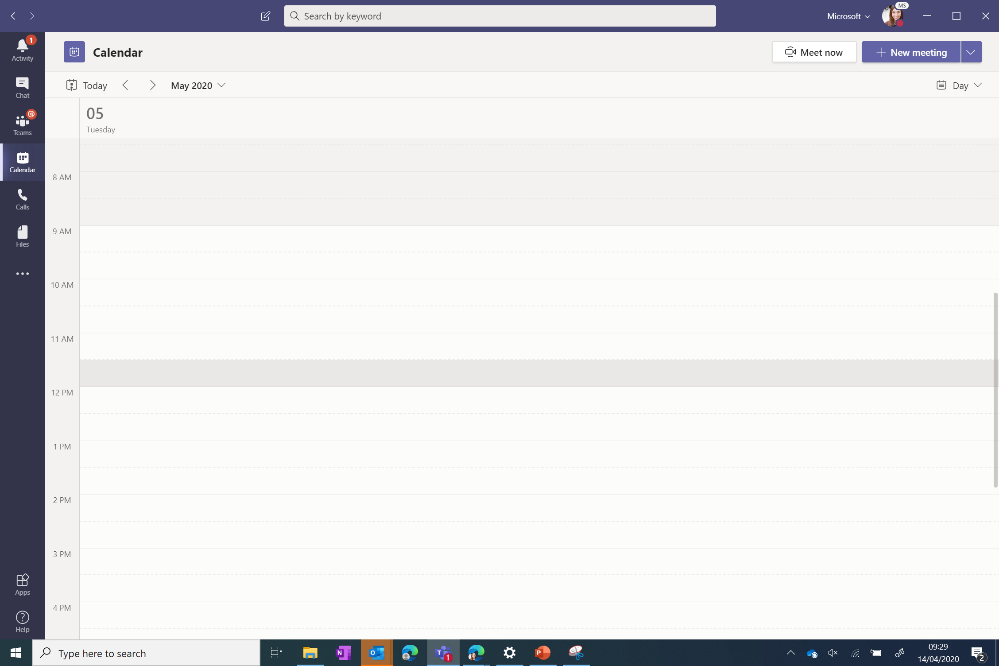 Search by keyword
Microsoft
MS
1
Activity
Chat
@
Teams
Calendar
Calls
Files
Apps
Help
Calendar
Meet now
New meeting
Today
May 2020
Day
05
Tuesday
8 AM
9 AM
10 AM
11 AM
12 PM
1 PM
2 PM
3 PM
4 PM
Type here to search
N
O
T
1
P
09:29
14/04/2020
2